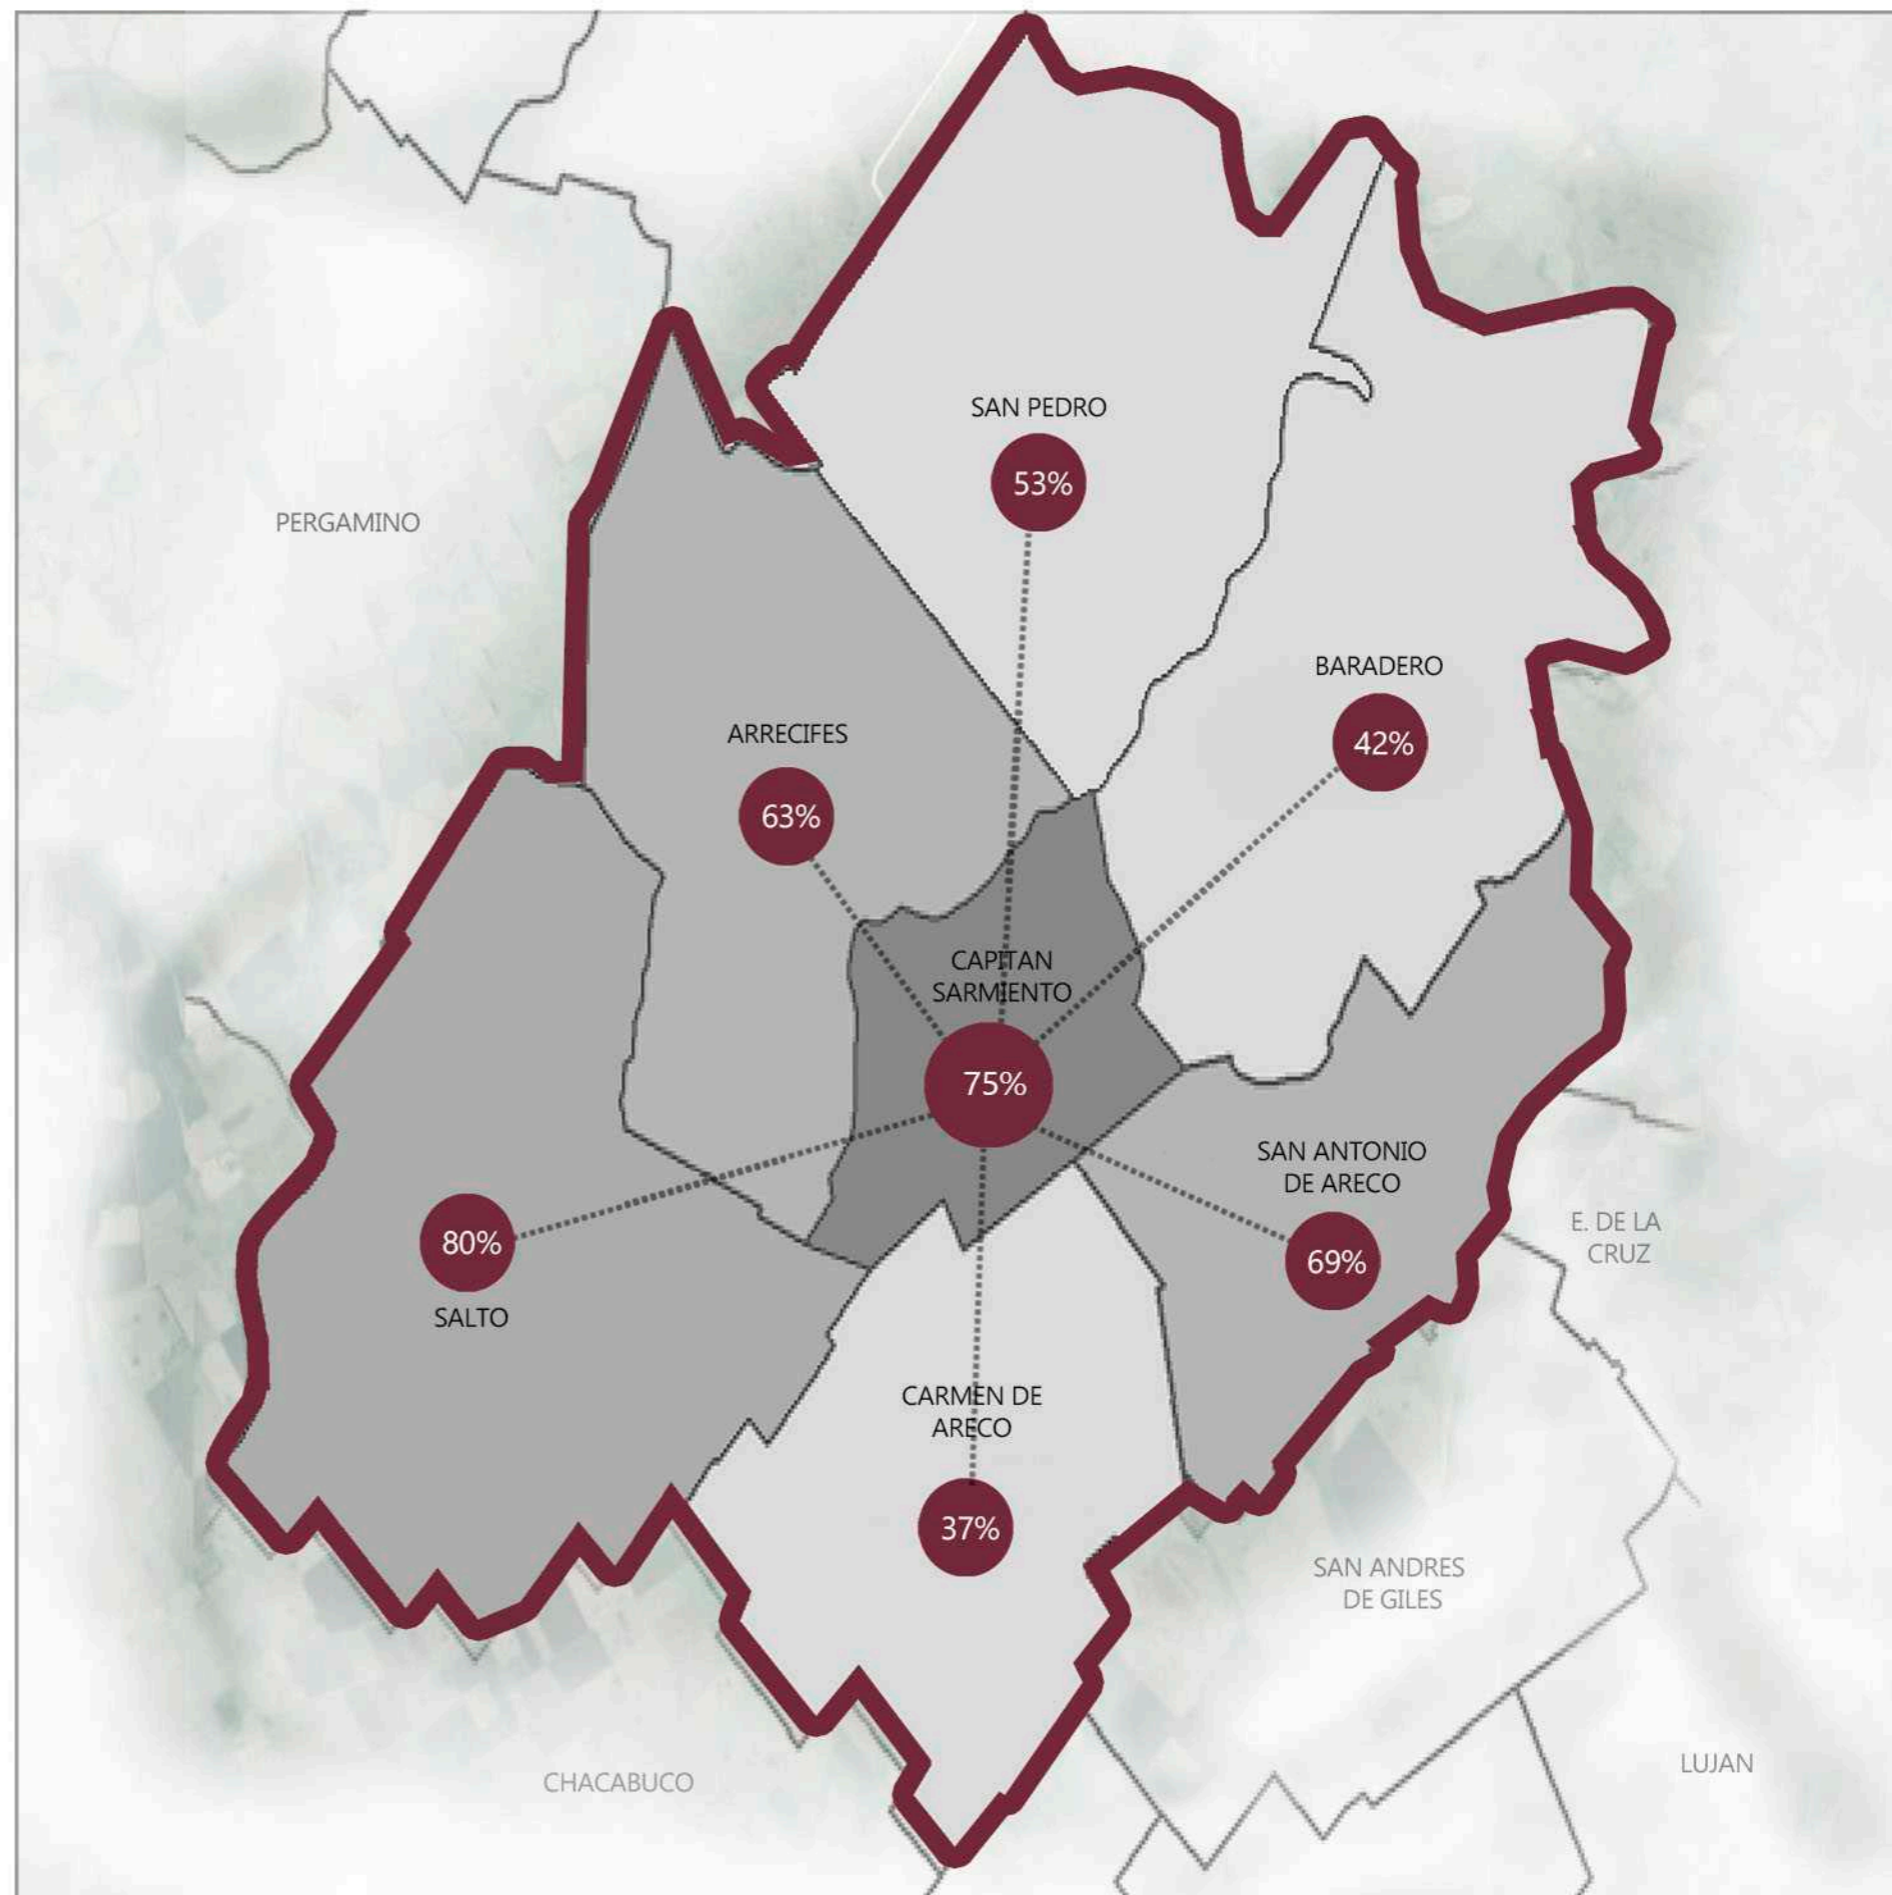 SAN PEDRO
53%
PERGAMINO
BARADERO
42%
ARRECIFES
63%
CAPITAN
SARMIENTO
75%
SAN ANTONIO
DE ARECO
69%
E. DE LA
CRUZ
80%
SALTO
CARMEN DE
ARECO
37%
SAN ANDRES
DE GILES
CHACABUCO
LUJAN